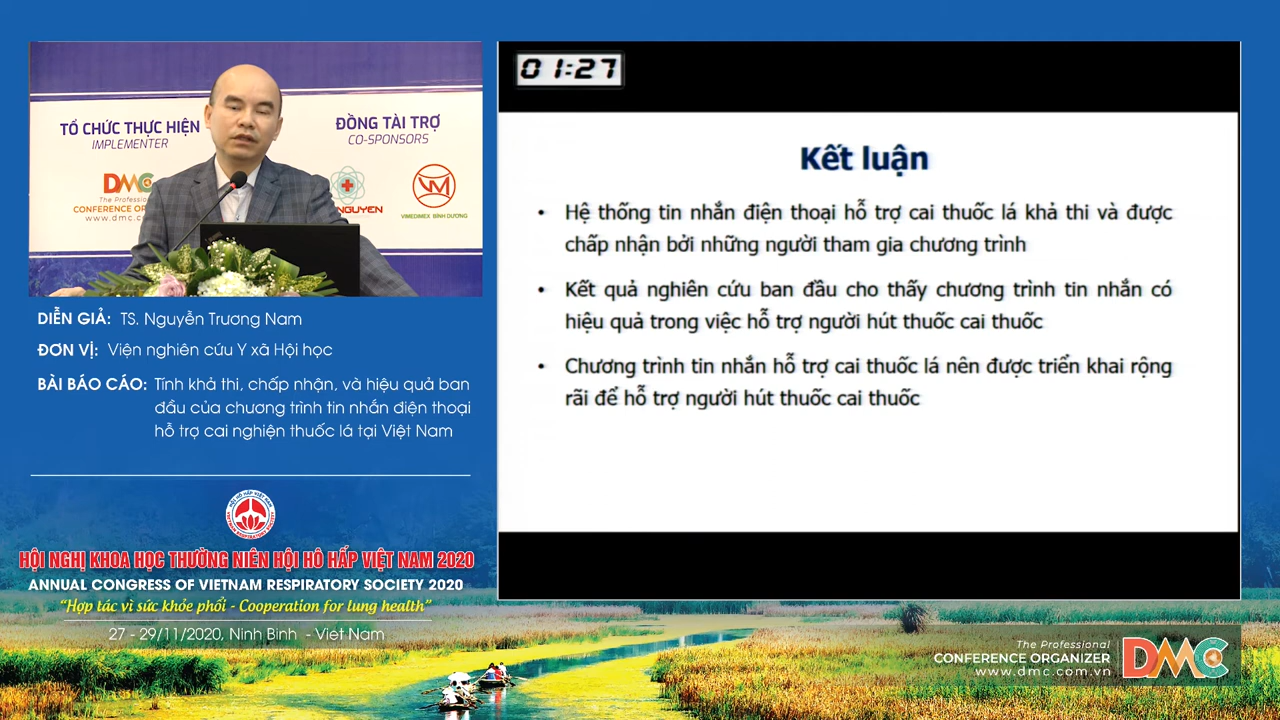 TỔ CHỨC THỰC HIỆN
IMPLEMENTER
ĐỒNG TÀI TRỢ
CO-SPONSORS
DMC
The Professional
CONFERENCE
www.dmc.com
NGUYEN
VIMEDIMEX BÌNH DƯƠNG
DIỄN GIẢ: TS. Nguyễn Trương Nam
ĐƠN VỊ: Viện nghiên cứu Y xã Hội học
BÀI BÁO CÁO: Tính khả thi, chấp nhận, và hiệu quả ban
đầu của chương trình tin nhắn điện thoại
hỗ trợ cai nghiện thuốc lá tại Việt Nam
HỘI NGHỊ KHOA HỌC THƯỜNG NIÊN HỘI HÔ HẤP VIỆT NAM 2020
ANNUAL CONGRESS OF VIETNAM RESPIRATORY SOCIETY 2020
“Hợp tác vì sức khỏe phổi - Cooperation for lung health”
27 - 29/11/2020, Ninh Bình - Viet Nam
01:27
Kết luận
• Hệ thống tin nhắn điện thoại hỗ trợ cai thuốc lá khả thi và được
chấp nhận bởi những người tham gia chương trình
• Kết quả nghiên cứu ban đầu cho thấy chương trình tin nhắn có
hiệu quả trong việc hỗ trợ người hút thuốc cai thuốc
• Chương trình tin nhắn hỗ trợ cai thuốc lá nên được triển khai rộng
rãi để hỗ trợ người hút thuốc cai thuốc
The Professional
CONFERENCE ORGANIZER
www.dmc.com.vn
DMC